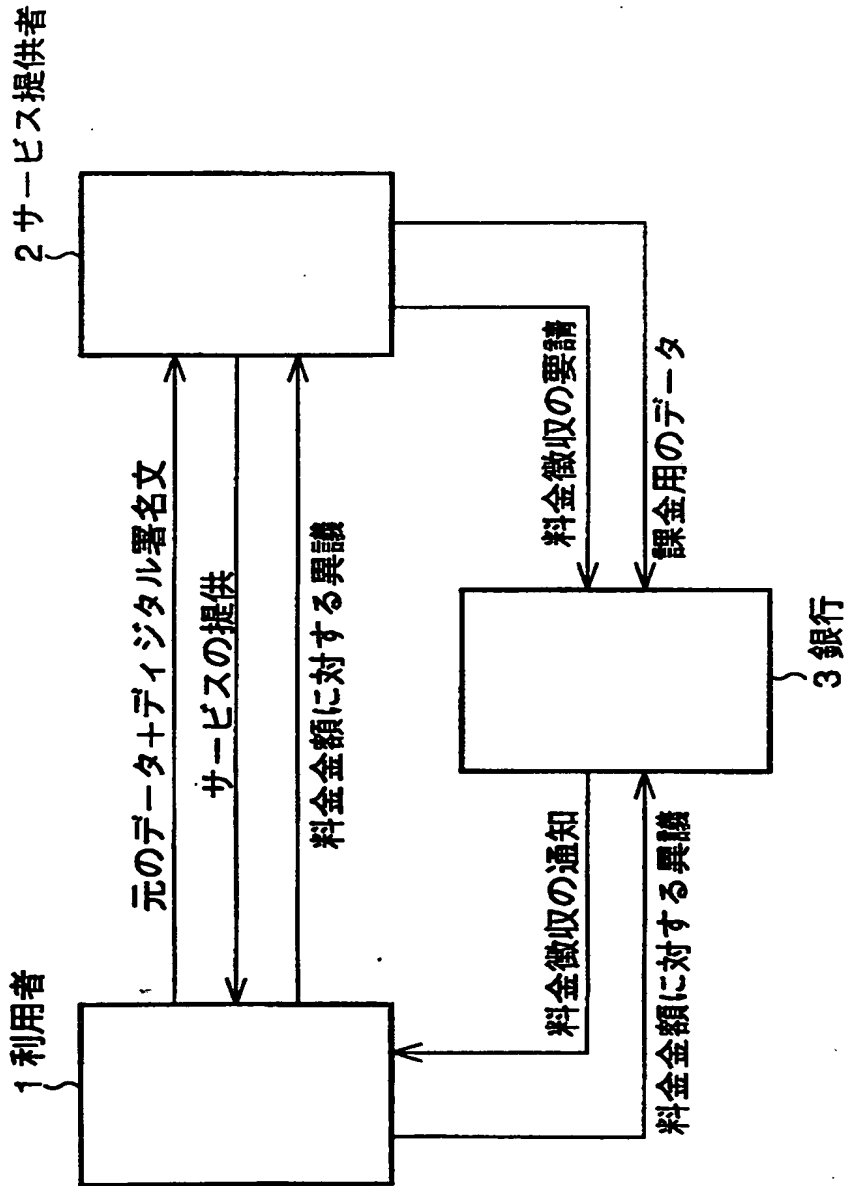 1 利用者
2 サービス提供者
元のデータ+ディジタル署名文
サービスの提供
料金金額に対する異議
料金徴収の通知
料金徴収の要請
料金金額に対する異議
課金用のデータ
3 銀行